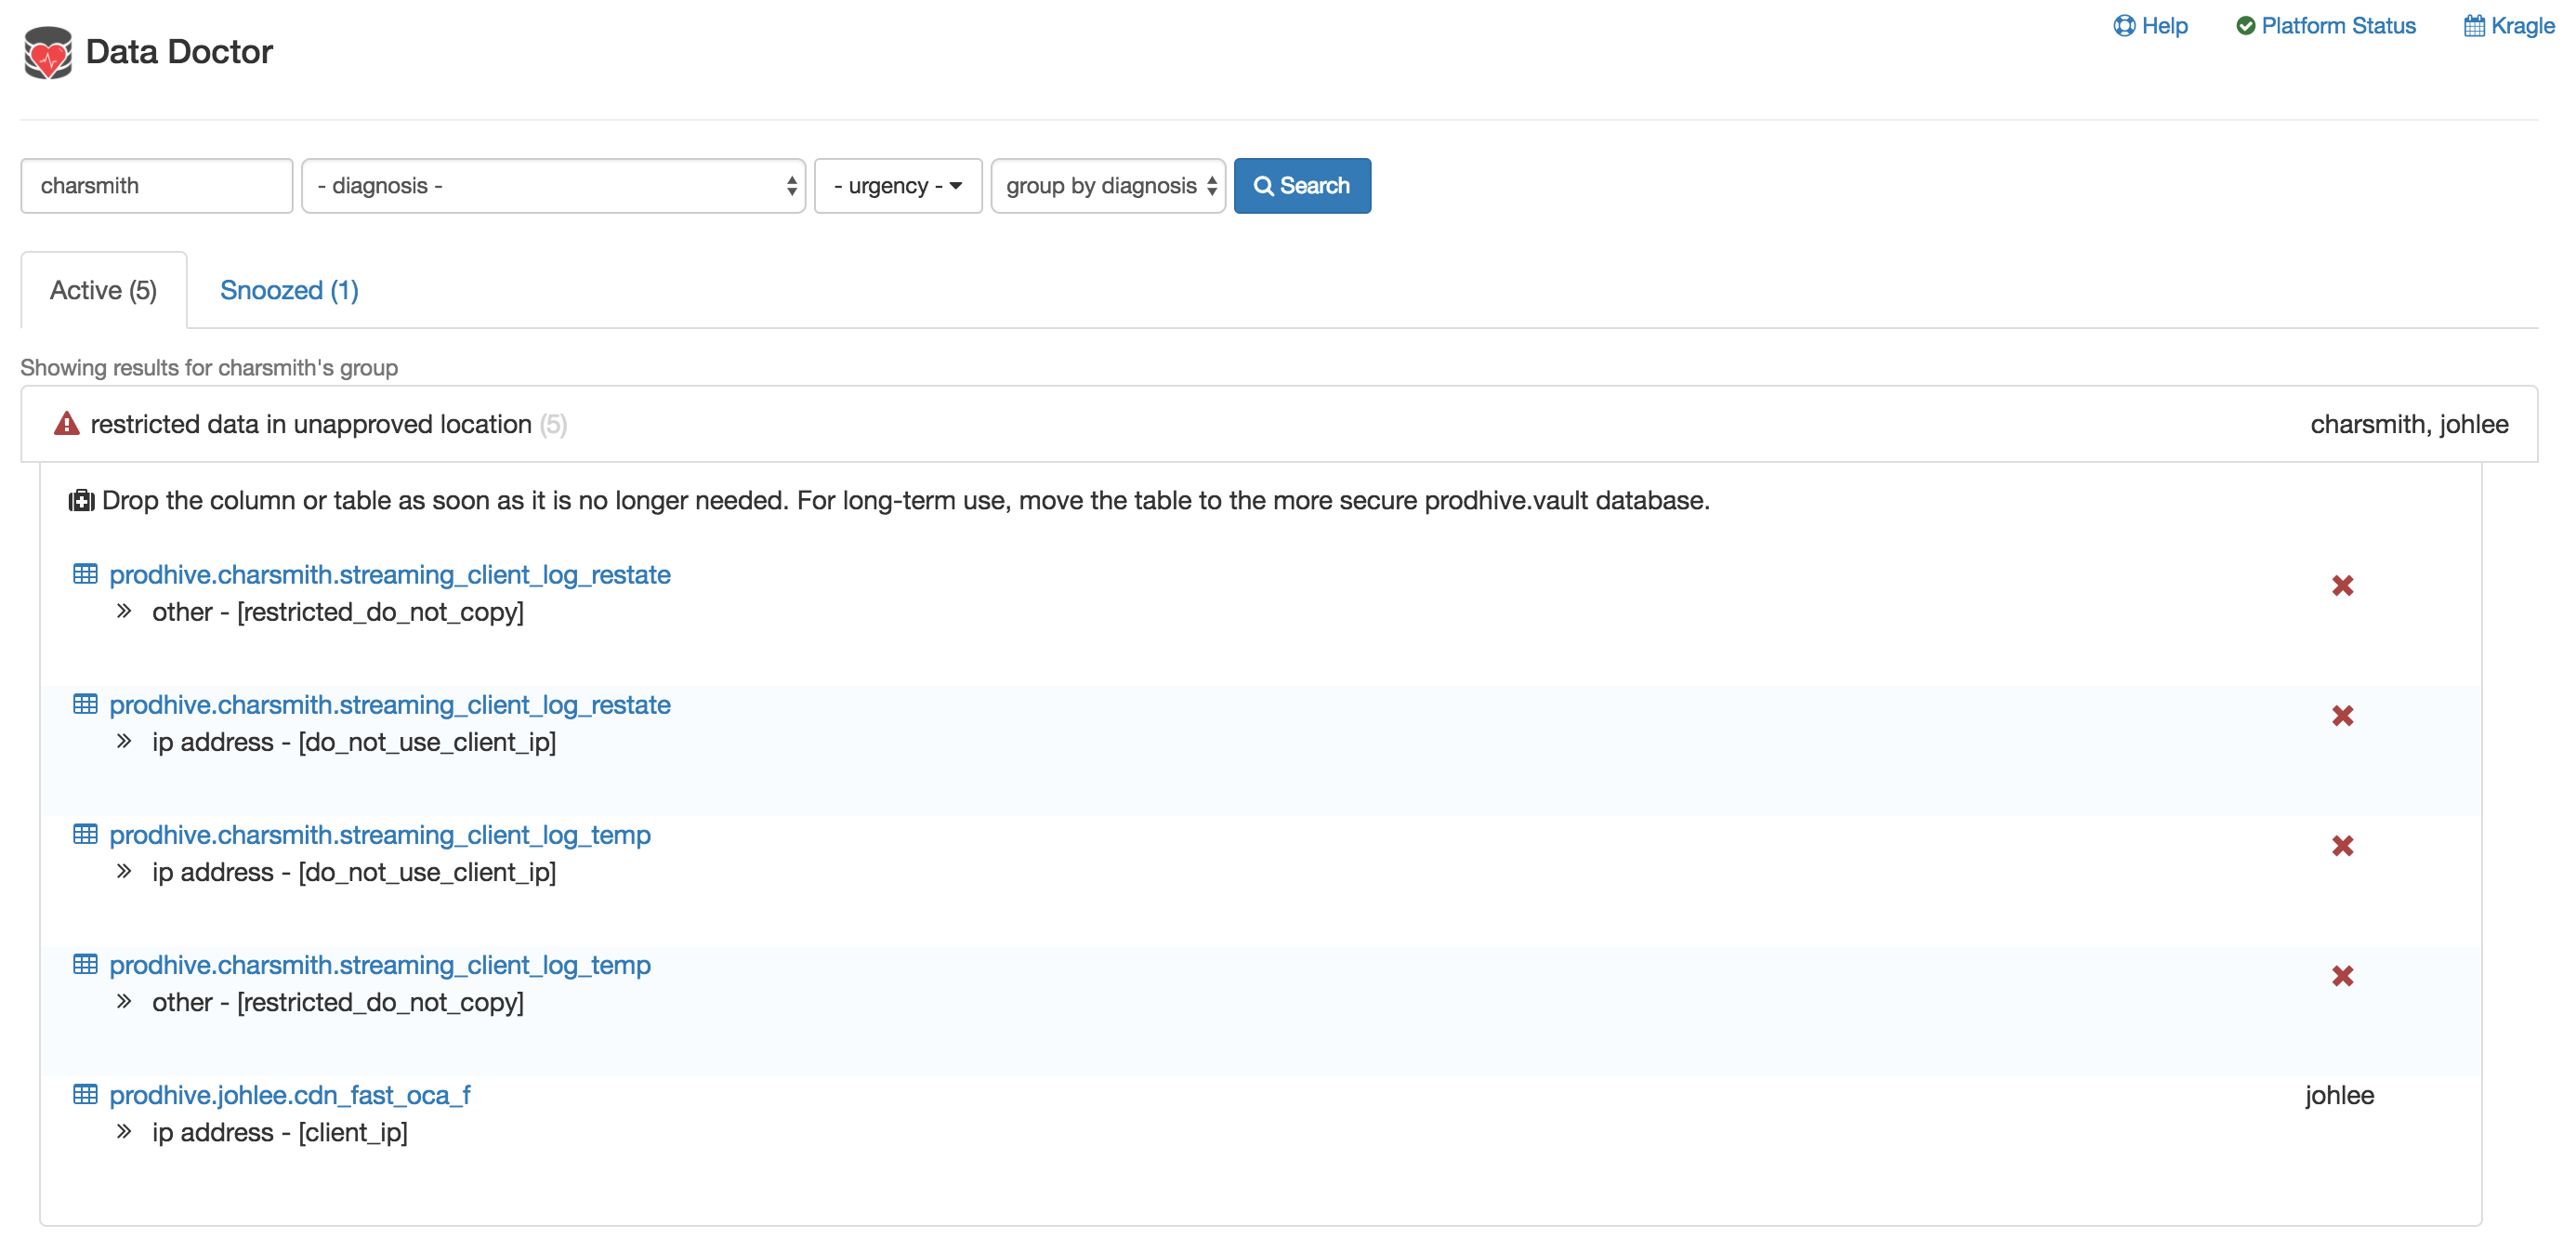 Data Doctor
Help Platform Status Kragle
charsmith - diagnosis - - urgency - group by diagnosis Search
Active (5) Snoozed (1)
Showing results for charsmith's group
restricted data in unapproved location (5) charsmith, johlee
Drop the column or table as soon as it is no longer needed. For long-term use, move the table to the more secure prodhive.vault database.
prodhive.charsmith.streaming_client_log_restate
» other - [restricted_do_not_copy]
prodhive.charsmith.streaming_client_log_restate
» ip address - [do_not_use_client_ip]
prodhive.charsmith.streaming_client_log_temp
» ip address - [do_not_use_client_ip]
prodhive.charsmith.streaming_client_log_temp
» other - [restricted_do_not_copy]
prodhive.johlee.cdn_fast_oca_f johlee
» ip address - [client_ip]